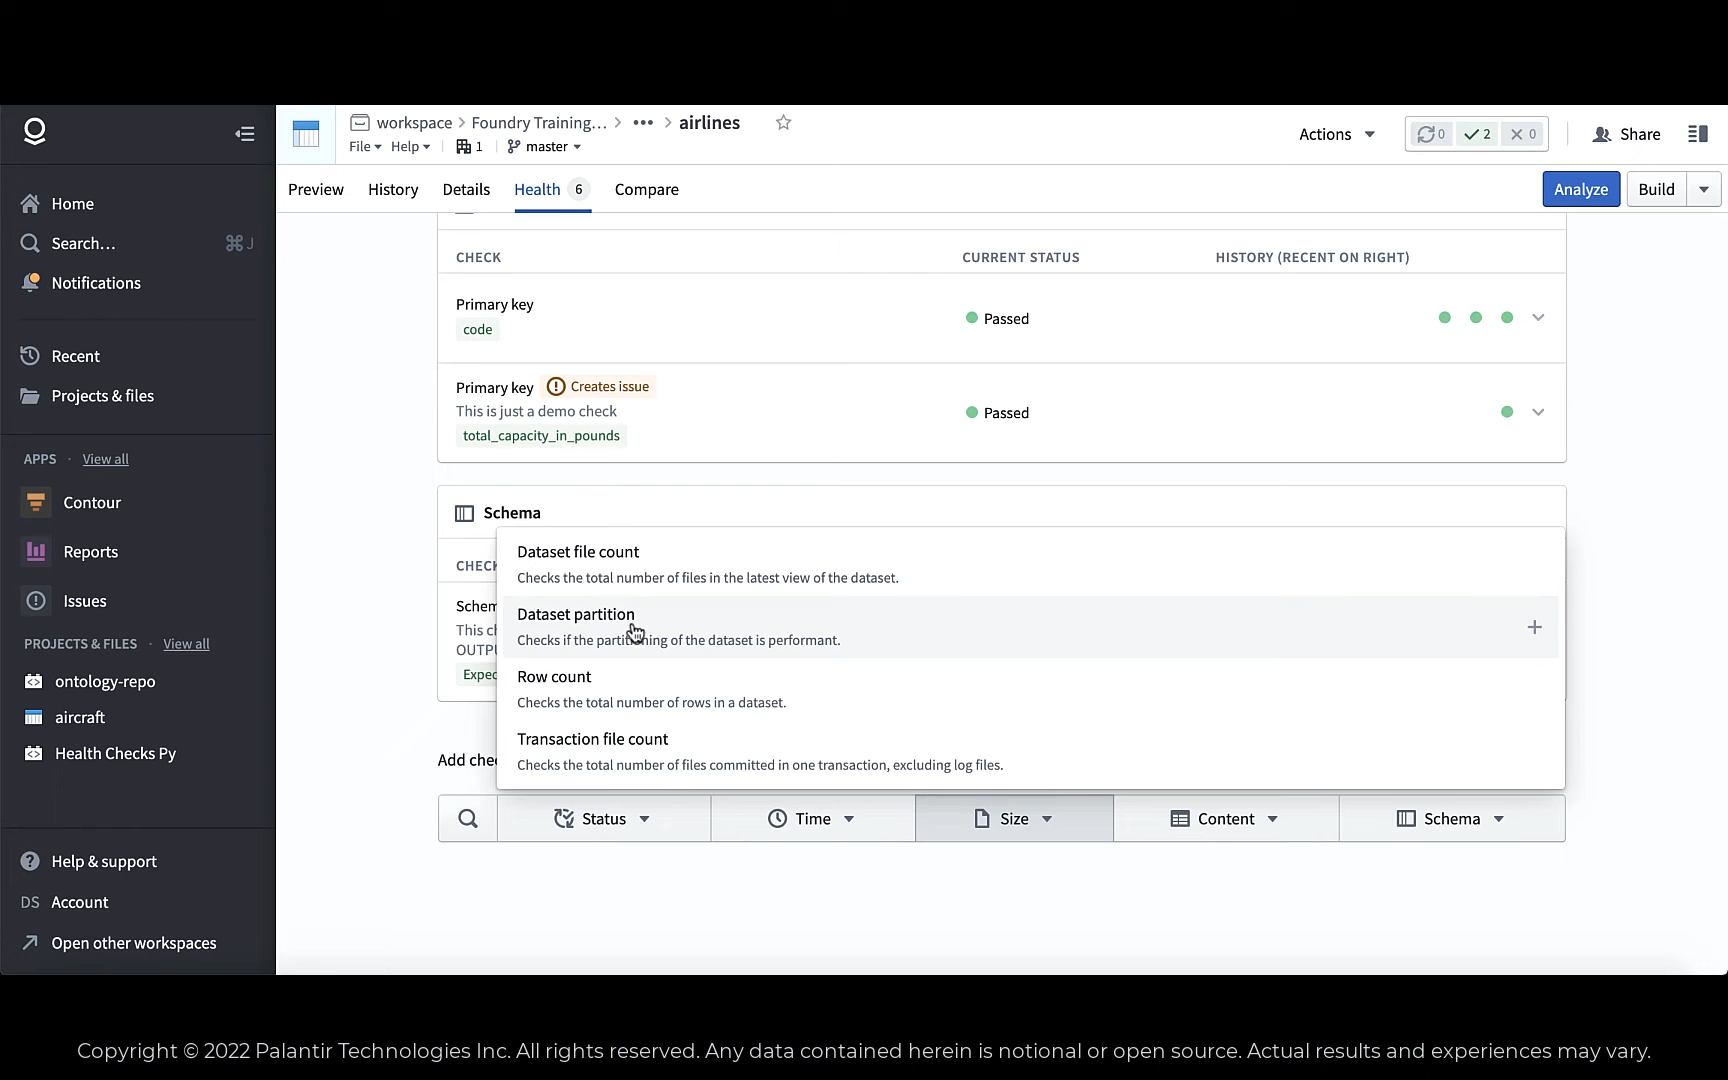 workspace > Foundry Training... > ••• > airlines
File Help 1 master
Actions
0 2 0
Share
Preview History Details Health 6 Compare
Analyze Build
Home
Search... ⌘ J
Notifications
Recent
Projects & files
APPS · View all
Contour
Reports
Issues
PROJECTS & FILES · View all
ontology-repo
aircraft
Health Checks Py
Help & support
DS Account
Open other workspaces
CHECK CURRENT STATUS HISTORY (RECENT ON RIGHT)
Primary key
code
Passed
Primary key Creates issue
This is just a demo check
total_capacity_in_pounds
Passed
Schema
CHECK
Schem
This ch
OUTPU
Expec
Dataset file count
Checks the total number of files in the latest view of the dataset.
Dataset partition
Checks if the partitioning of the dataset is performant.
Row count
Checks the total number of rows in a dataset.
Transaction file count
Checks the total number of files committed in one transaction, excluding log files.
Add chec
Status Time Size Content Schema
Copyright © 2022 Palantir Technologies Inc. All rights reserved. Any data contained herein is notional or open source. Actual results and experiences may vary.